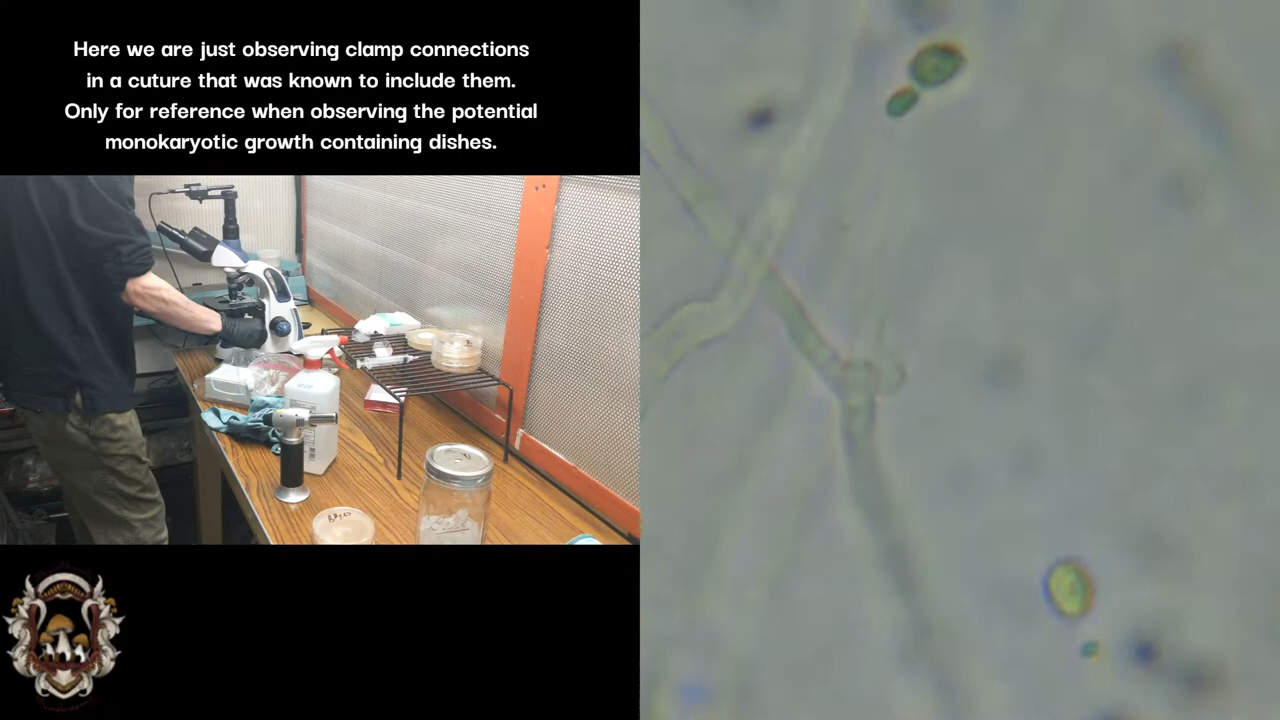 Here we are just observing clamp connections
in a cuture that was known to include them.
Only for reference when observing the potential
monokaryotic growth containing dishes.